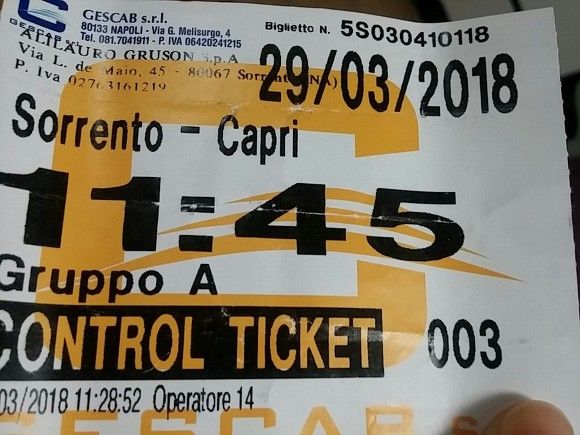 GESCAB s.r.l.
80133 NAPOLI - Via G. Melisurgo, 4
Tel. 081.7041911 - P. IVA 06420241215
Biglietto N. 5S030410118
ALILAURO GRUSON S.p.A
Via L. de Maio, 45 - 80067 Sorrento (NA)
P. Iva 02763161219
29/03/2018
Sorrento - Capri
11:45
Gruppo A
CONTROL TICKET 003
03/2018 11:28:52 Operatore 14
GESCAB s